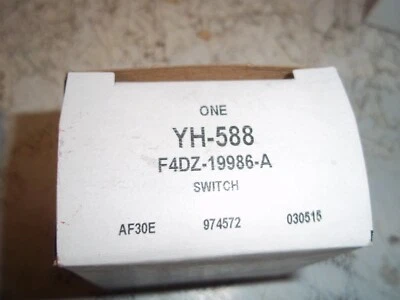 ONE
YH-588
F4DZ-19986-A
SWITCH
AF30E 974572 030515